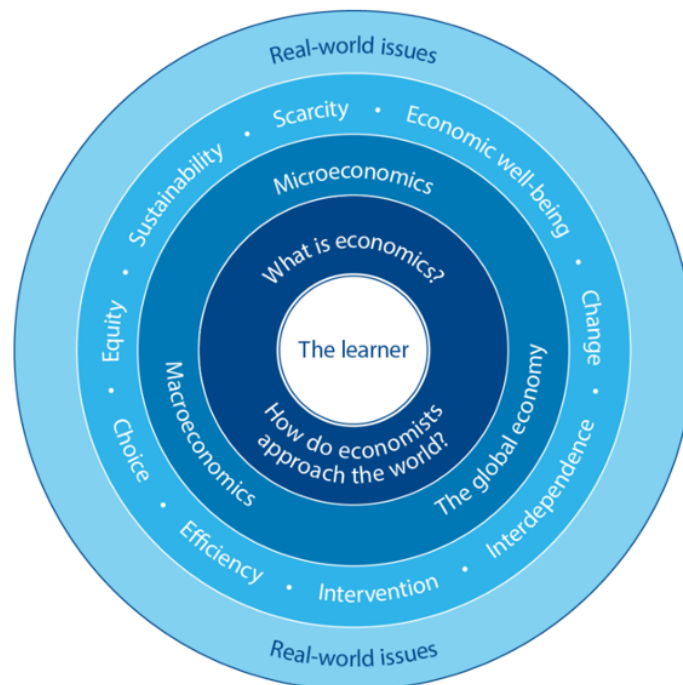 Real-world issues
Scarcity • Economic well-being • Change • Interdependence • Intervention • Efficiency • Choice • Equity • Sustainability •
Microeconomics
The global economy
Macroeconomics
What is economics?
The learner
How do economists
approach the world?
Real-world issues